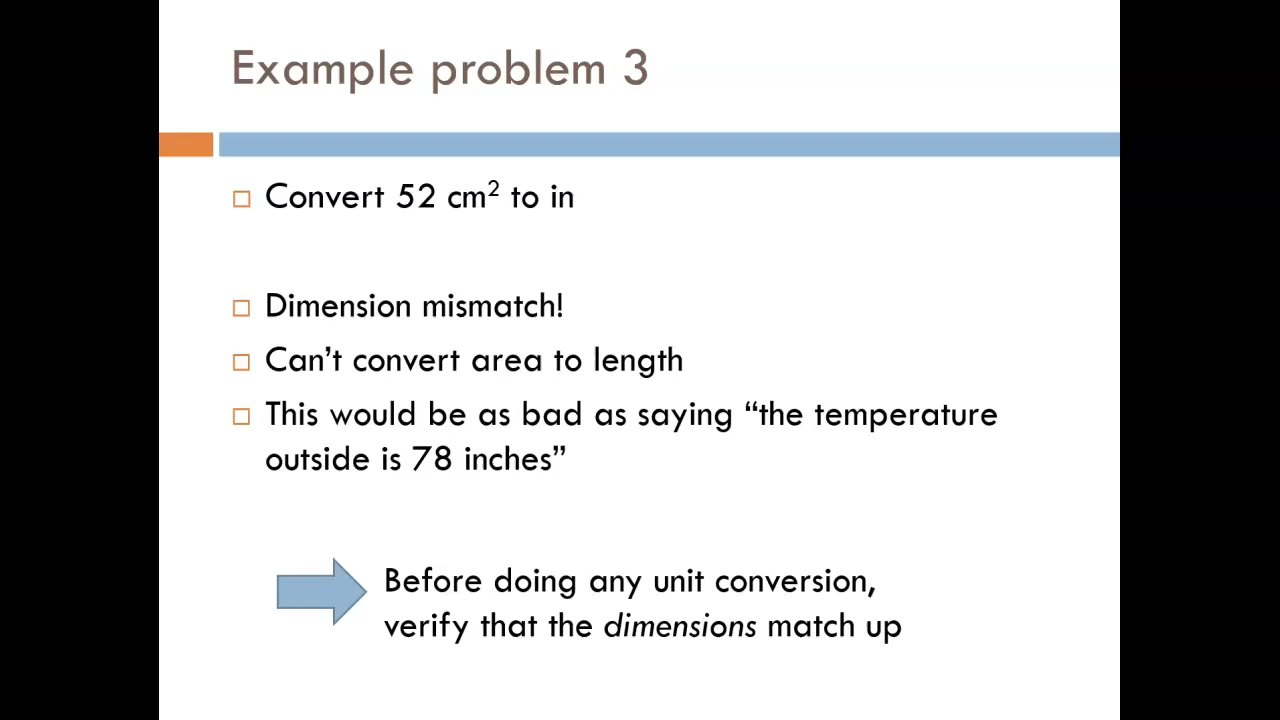 Example problem 3
Convert 52 cm² to in
Dimension mismatch!
Can’t convert area to length
This would be as bad as saying “the temperature
outside is 78 inches”
Before doing any unit conversion,
verify that the dimensions match up